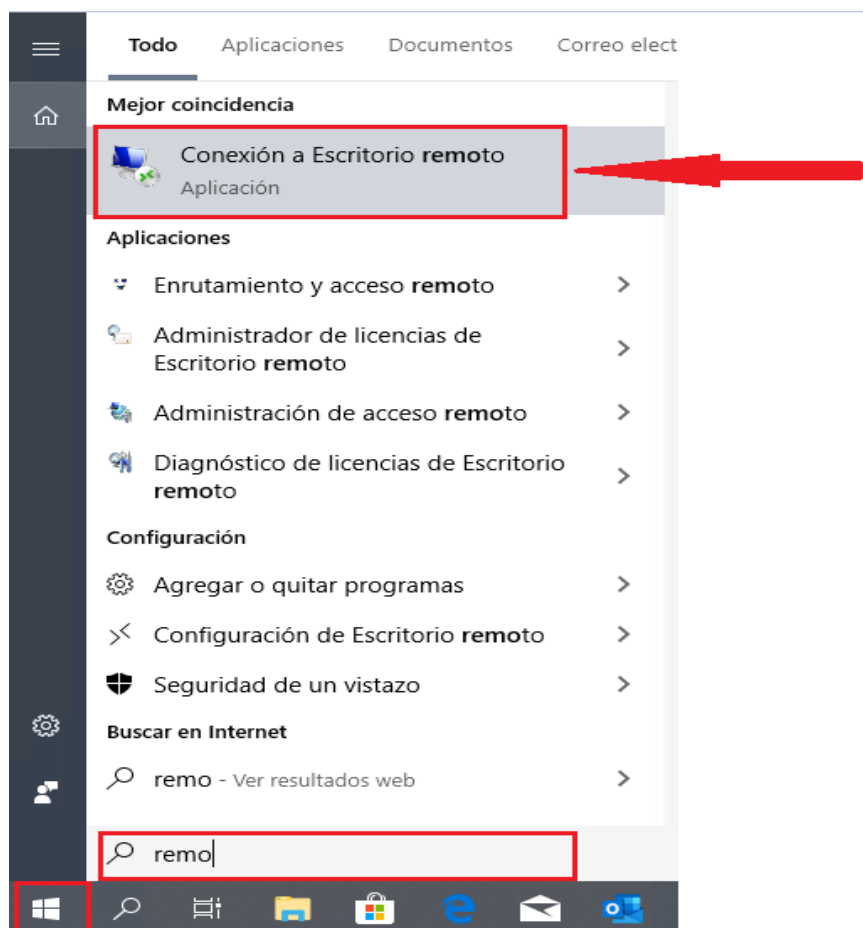 Todo Aplicaciones Documentos Correo elect
Mejor coincidencia
Conexión a Escritorio remoto
Aplicación
Aplicaciones
Enrutamiento y acceso remoto
Administrador de licencias de
Escritorio remoto
Administración de acceso remoto
Diagnóstico de licencias de Escritorio
remoto
Configuración
Agregar o quitar programas
Configuración de Escritorio remoto
Seguridad de un vistazo
Buscar en Internet
remo - Ver resultados web
remo